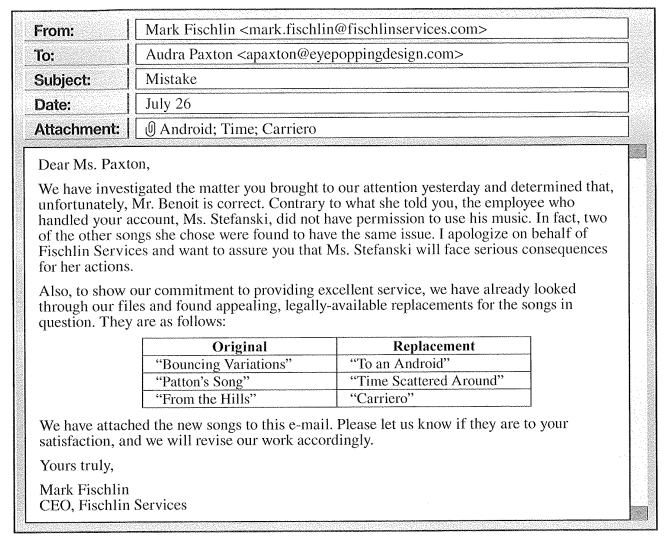 From: Mark Fischlin <mark.fischlin@fischlinservices.com>
To: Audra Paxton <apaxton@eyepoppingdesign.com>
Subject: Mistake
Date: July 26
Attachment: Android; Time; Carriero
Dear Ms. Paxton,
We have investigated the matter you brought to our attention yesterday and determined that,
unfortunately, Mr. Benoit is correct. Contrary to what she told you, the employee who
handled your account, Ms. Stefanski, did not have permission to use his music. In fact, two
of the other songs she chose were found to have the same issue. I apologize on behalf of
Fischlin Services and want to assure you that Ms. Stefanski will face serious consequences
for her actions.
Also, to show our commitment to providing excellent service, we have already looked
through our files and found appealing, legally-available replacements for the songs in
question. They are as follows:
Original Replacement
“Bouncing Variations” “To an Android”
“Patton’s Song” “Time Scattered Around”
“From the Hills” “Carriero”
We have attached the new songs to this e-mail. Please let us know if they are to your
satisfaction, and we will revise our work accordingly.
Yours truly,
Mark Fischlin
CEO, Fischlin Services